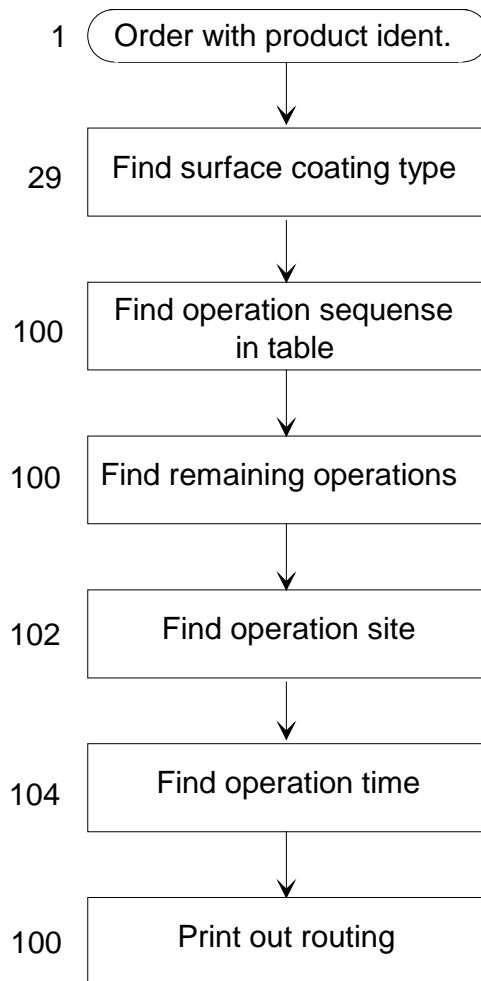 1 Order with product ident.
29 Find surface coating type
100 Find operation sequense
in table
100 Find remaining operations
102 Find operation site
104 Find operation time
100 Print out routing